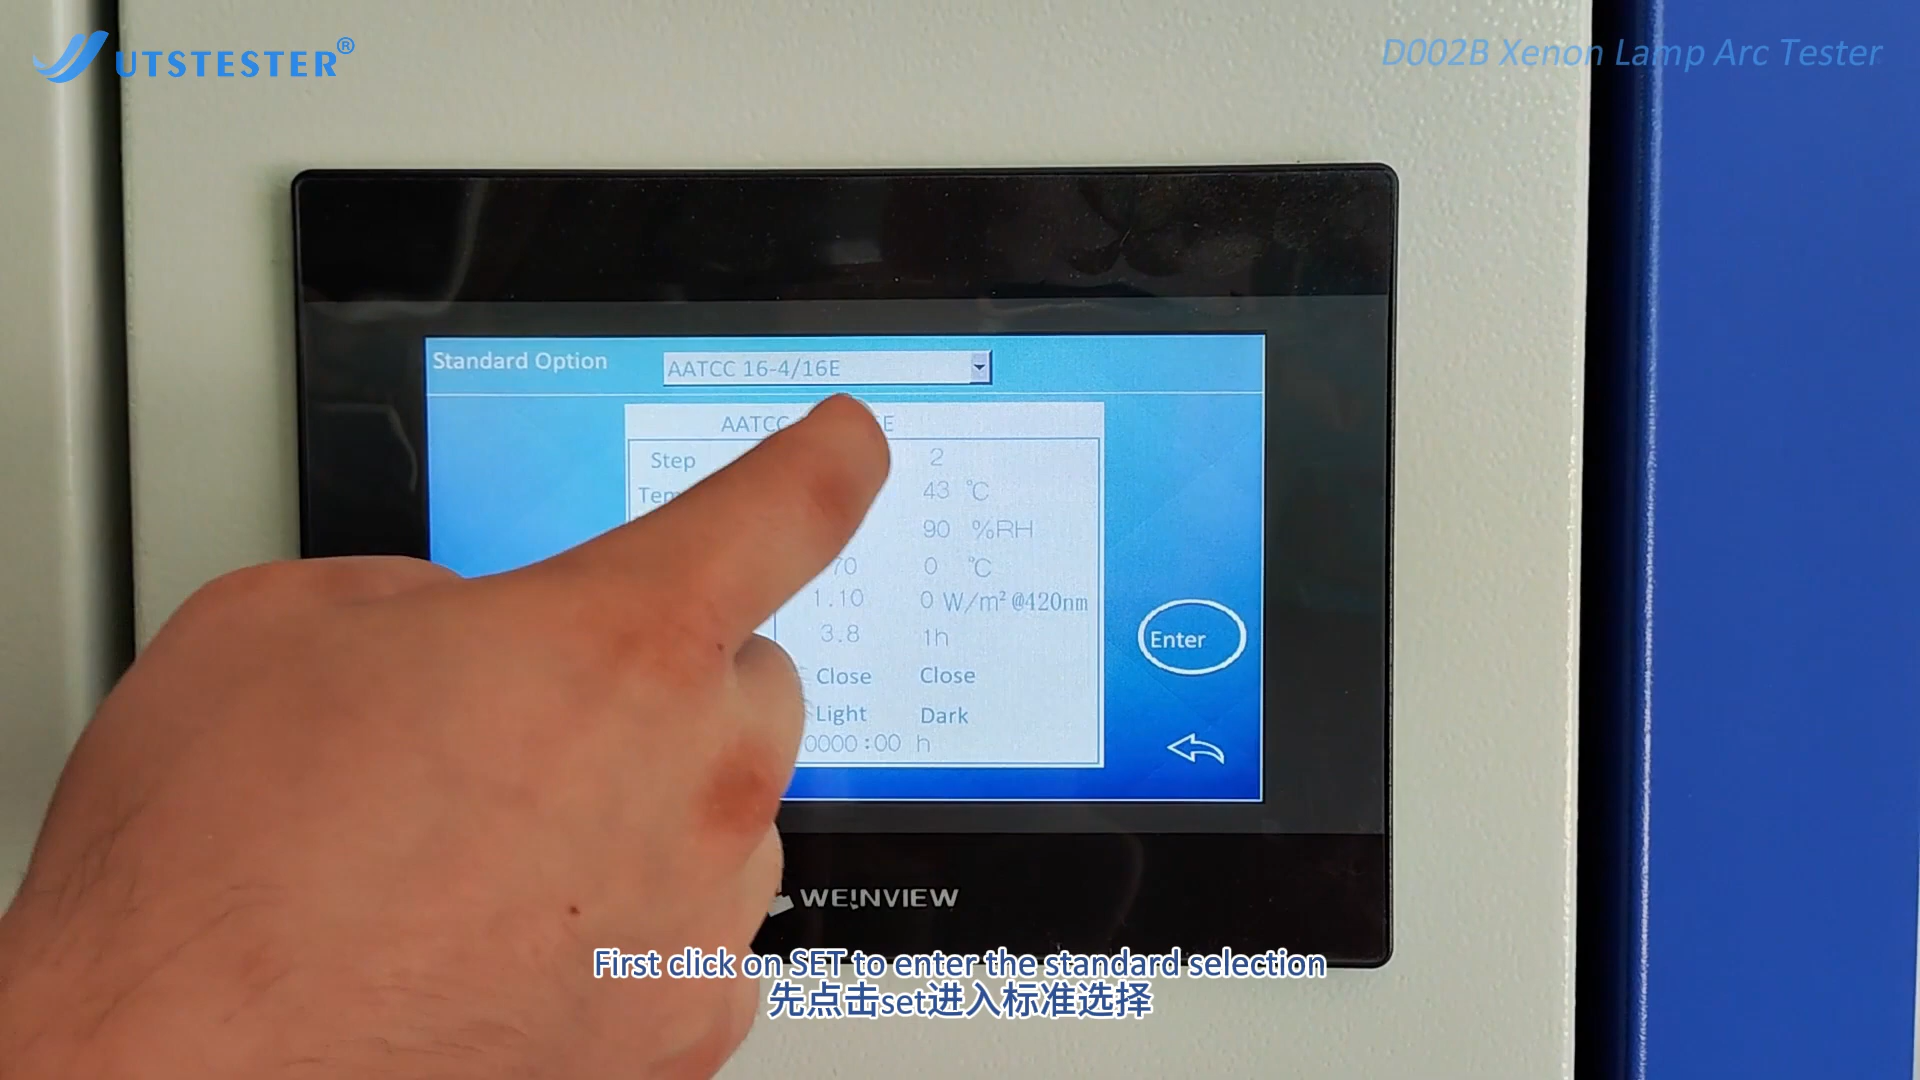 UTSTESTER®
D002B Xenon Lamp Arc Tester
Standard Option
AATCC 16-4/16E
AATCC E
Step 2
43 ℃
90 %RH
70 0 ℃
1.10 0 W/m²@420nm
3.8 1h
Close Close
Light Dark
0000:00 h
Enter
WEINVIEW
First click on SET to enter the standard selection
先点击set进入标准选择